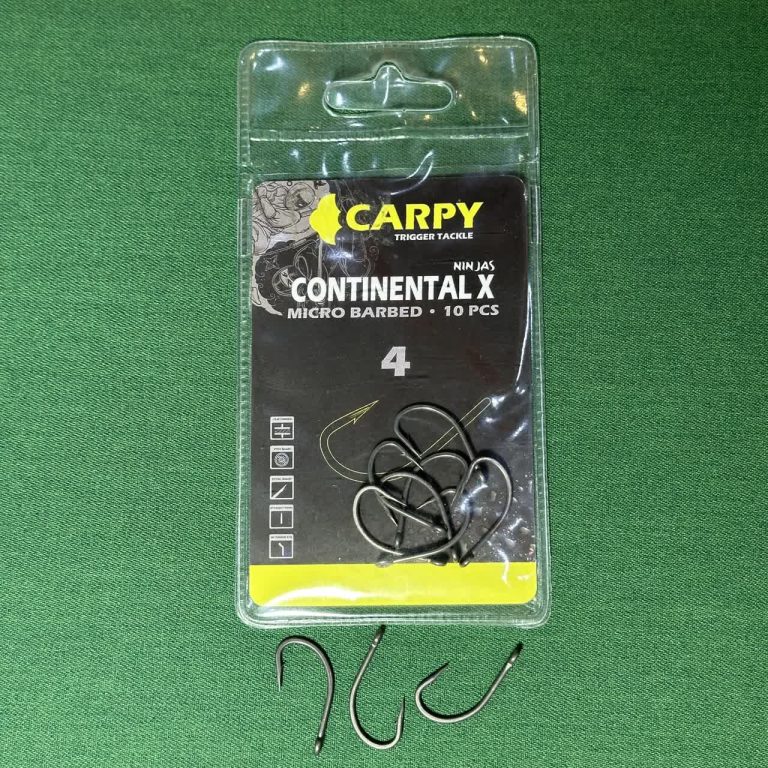 CARPY
TRIGGER TACKLE
NINJAS
CONTINENTAL X
MICRO BARBED • 10 PCS
4